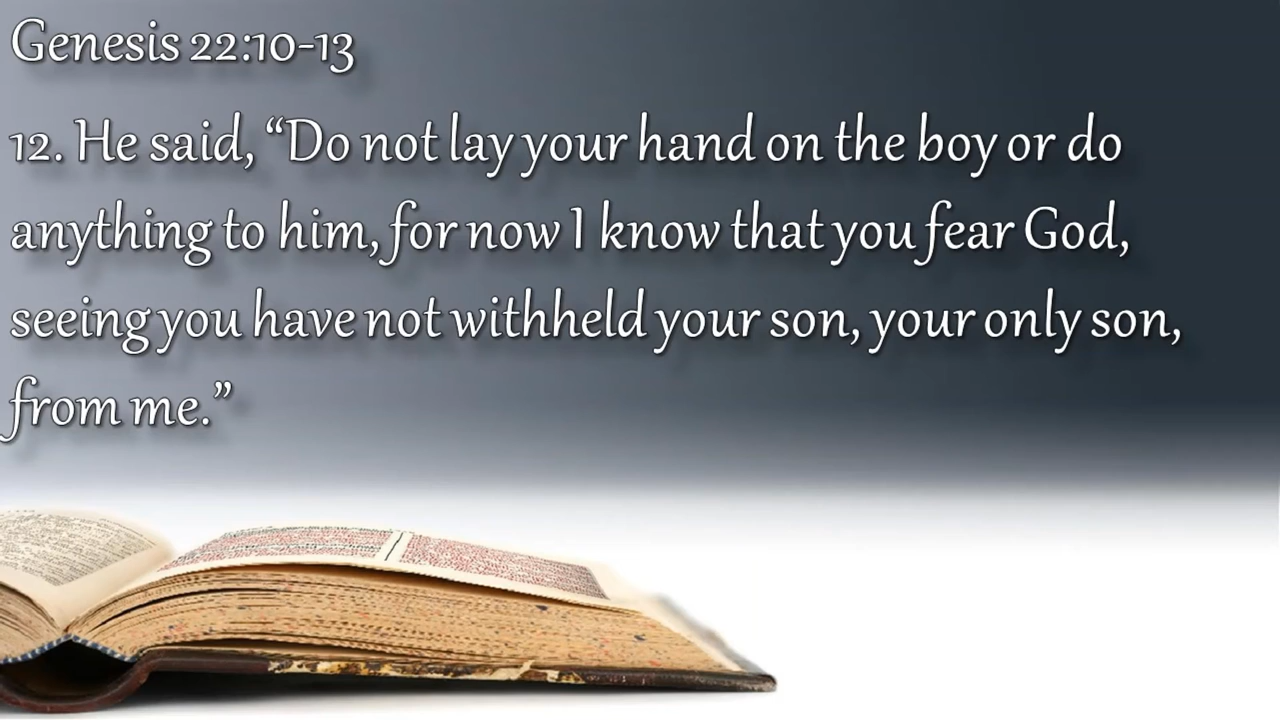 Genesis 22:10-13
12. He said, “Do not lay your hand on the boy or do
anything to him, for now I know that you fear God,
seeing you have not withheld your son, your only son,
from me.”